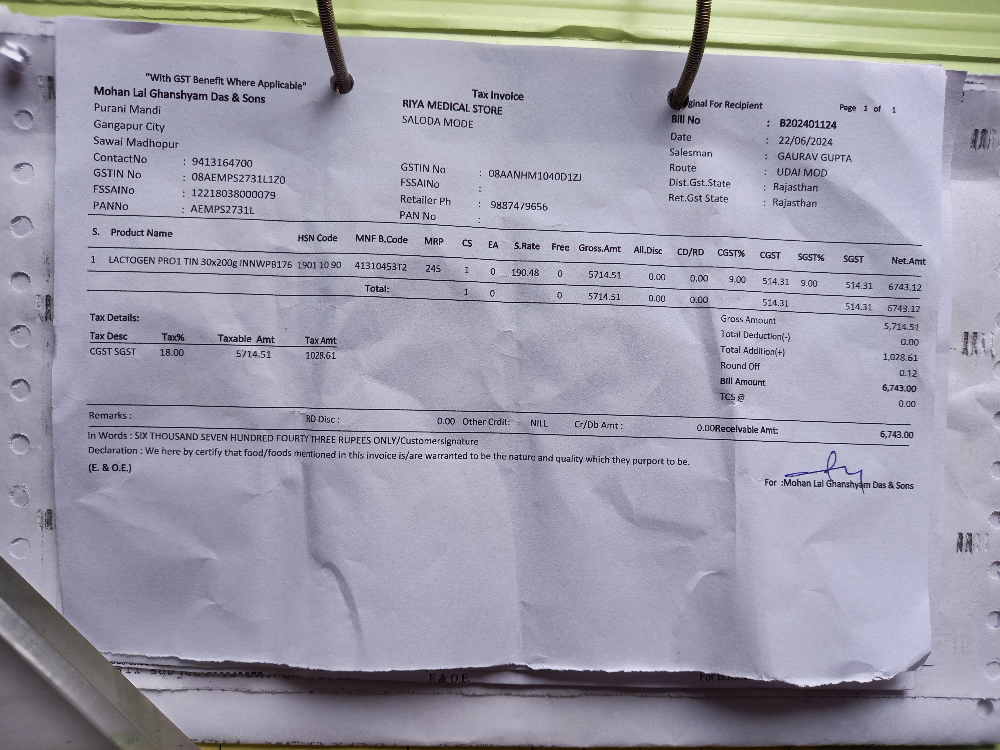 "With GST Benefit Where Applicable"
Mohan Lal Ghanshyam Das & Sons
Purani Mandi
Gangapur City
Sawai Madhopur
ContactNo : 9413164700
GSTIN No : 08AEMPS2731L1Z0
FSSAINo : 12218038000079
PANNo : AEMPS2731L
Tax Invoice
RIYA MEDICAL STORE
SALODA MODE
GSTIN No : 08AANHM1040D1ZJ
FSSAINo :
Retailer Ph : 9887479656
PAN No :
ginal For Recipient Page 1 of 1
Bill No : B202401124
Date : 22/06/2024
Salesman : GAURAV GUPTA
Route : UDAI MOD
Dist.Gst.State : Rajasthan
Ret.Gst State : Rajasthan
S. Product Name HSN Code MNF B.Code MRP CS EA S.Rate Free Gross.Amt All.Disc CD/RD CGST% CGST SGST% SGST Net.Amt
1 LACTOGEN PRO1 TIN 30x200g INNWPB176 1901 10 90 41310453T2 245 1 0 190.48 0 5714.51 0.00 0.00 9.00 514.31 9.00 514.31 6743.12
Total: 1 0 0 5714.51 0.00 0.00 514.31 514.31 6743.12
Tax Details:
Tax Desc Tax% Taxable Amt Tax Amt
CGST SGST 18.00 5714.51 1028.61
Gross Amount 5,714.51
Total Deduction(-) 0.00
Total Addition(+) 1,028.61
Round Off 0.12
Bill Amount 6,743.00
TCS @ 0.00
Remarks : BD Disc : 0.00 Other Crdit: NILL Cr/Db Amt : 0.00Receivable Amt: 6,743.00
In Words : SIX THOUSAND SEVEN HUNDRED FOURTY THREE RUPEES ONLY/Customersignature
Declaration : We here by certify that food/foods mentioned in this invoice is/are warranted to be the nature and quality which they purport to be.
(E. & O.E.)
For :Mohan Lal Ghanshyam Das & Sons
E. & O.E.